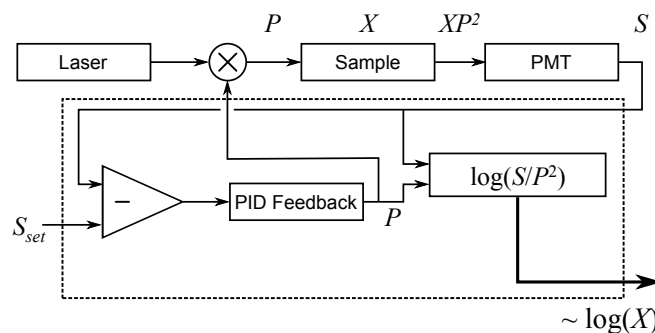 P X XP² S
Laser Sample PMT
−
PID Feedback
log(S/P²)
P
S_set
~ log(X)